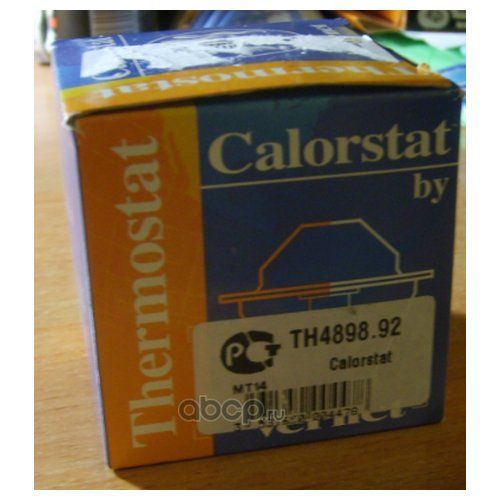 Thermostat
Thermostat
Calorstat
by
TH4898.92
Calorstat
MT14
abcp.ru
Vernet